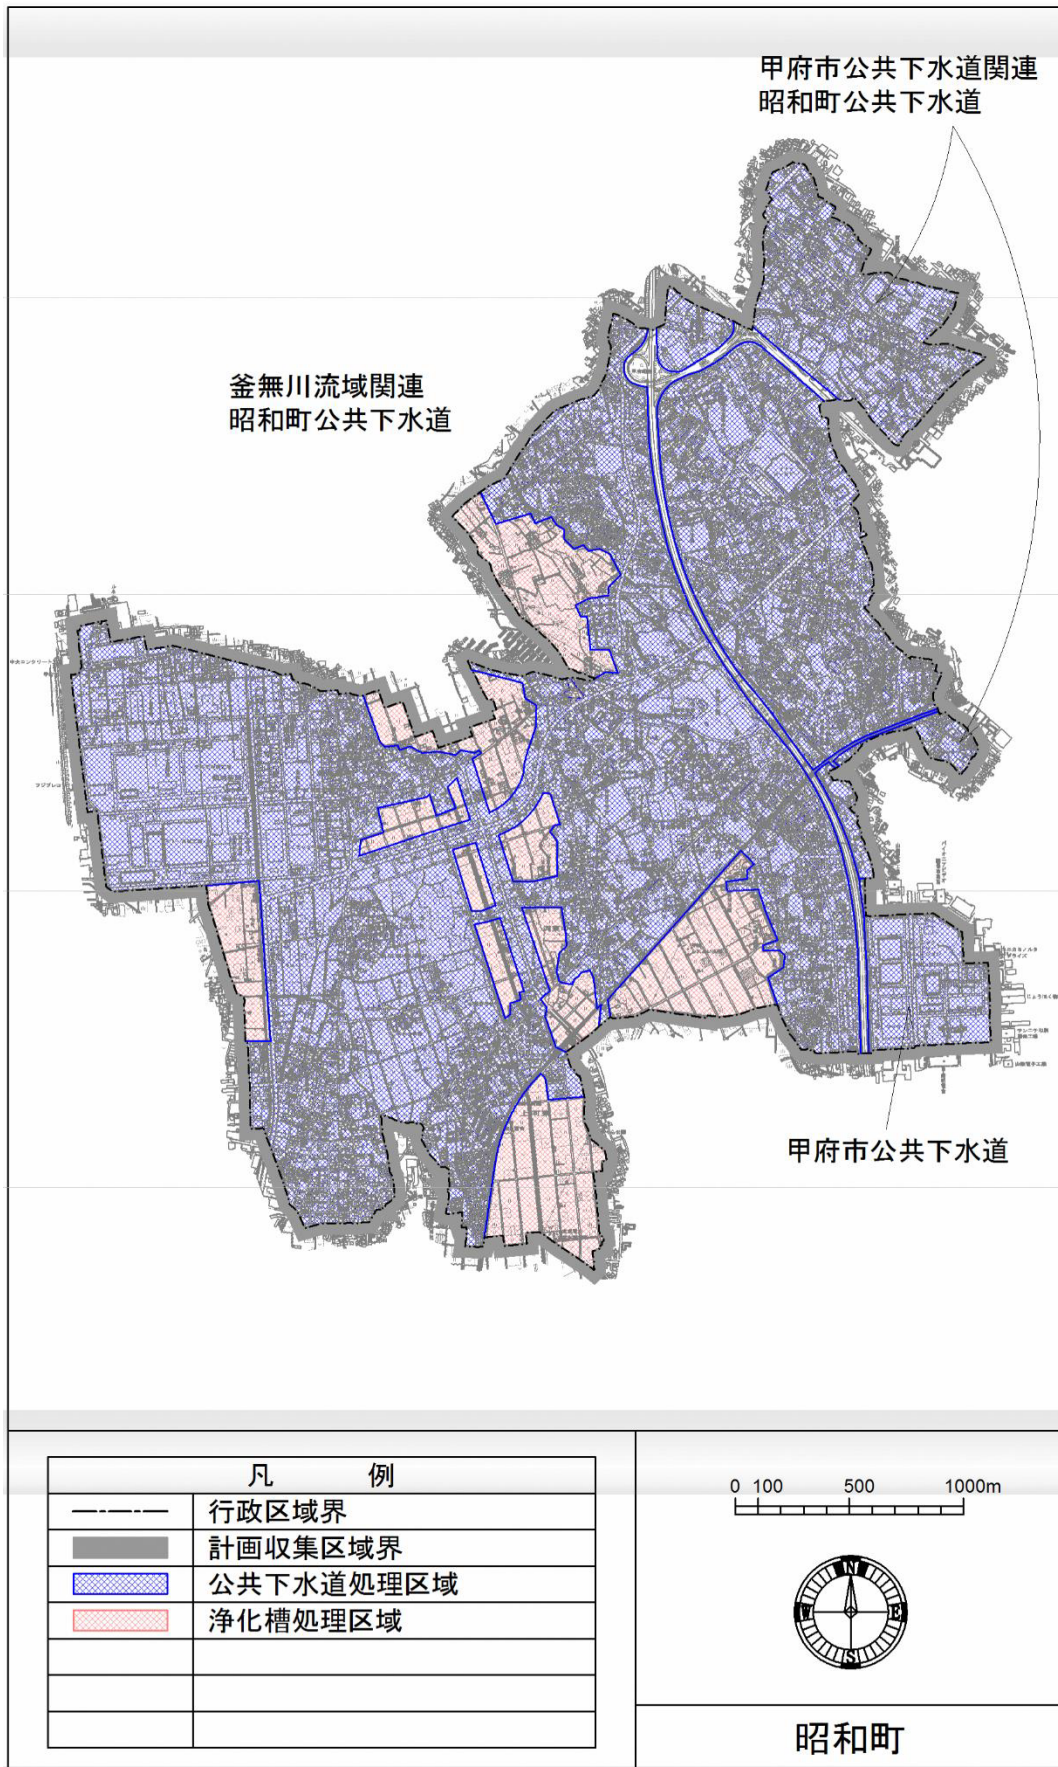 甲府市公共下水道関連
昭和町公共下水道
釜無川流域関連
昭和町公共下水道
甲府市公共下水道
凡 例
行政区域界
計画収集区域界
公共下水道処理区域
浄化槽処理区域
0 100 500 1000m
N
W E
S
昭和町